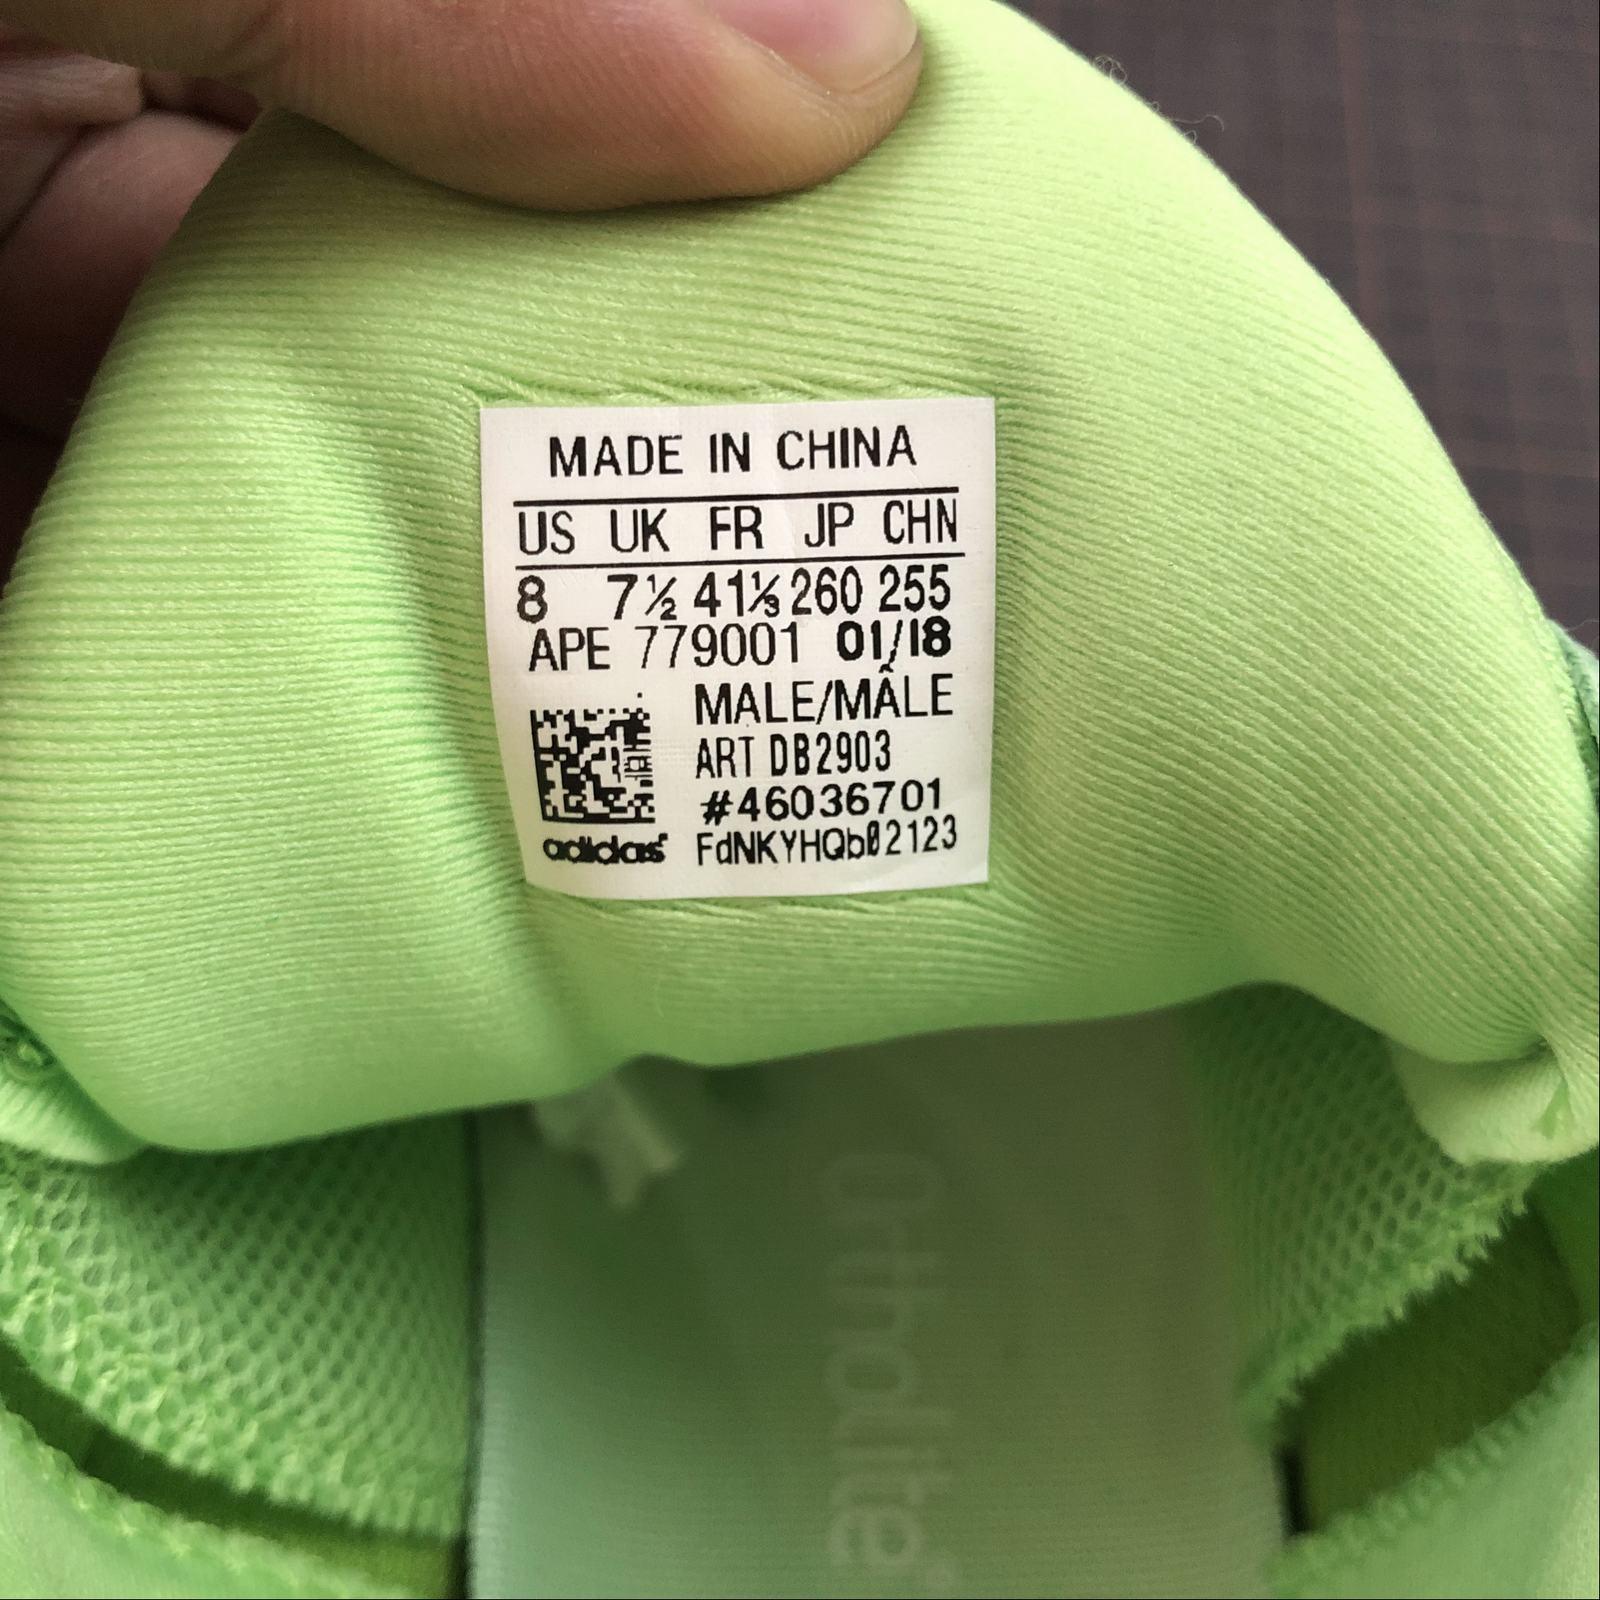 MADE IN CHINA
US UK FR JP CHN
8 7½ 41⅓ 260 255
APE 779001 01/18
MALE/MÂLE
ART DB2903
#46036701
adidas FdNKYHQb02123
Ortholite